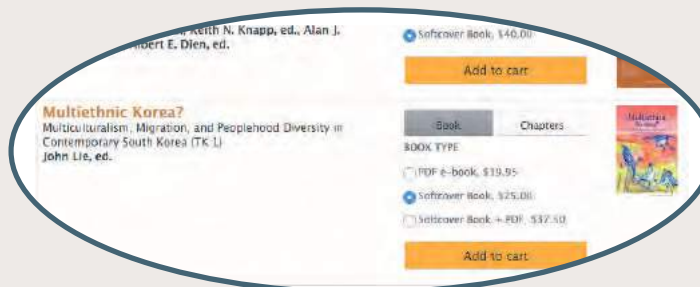 Keith N. Knapp, ed., Alan J.
Albert E. Dien, ed.
Softcover Book, $40.00
Add to cart
Multiethnic Korea?
Multiculturalism, Migration, and Peoplehood Diversity in
Contemporary South Korea (TK 1)
John Lie, ed.
Book
Chapters
BOOK TYPE
PDF e-book, $19.95
Softcover Book, $25.00
Softcover Book + PDF, $37.50
Add to cart
Multiethnic
Korea?